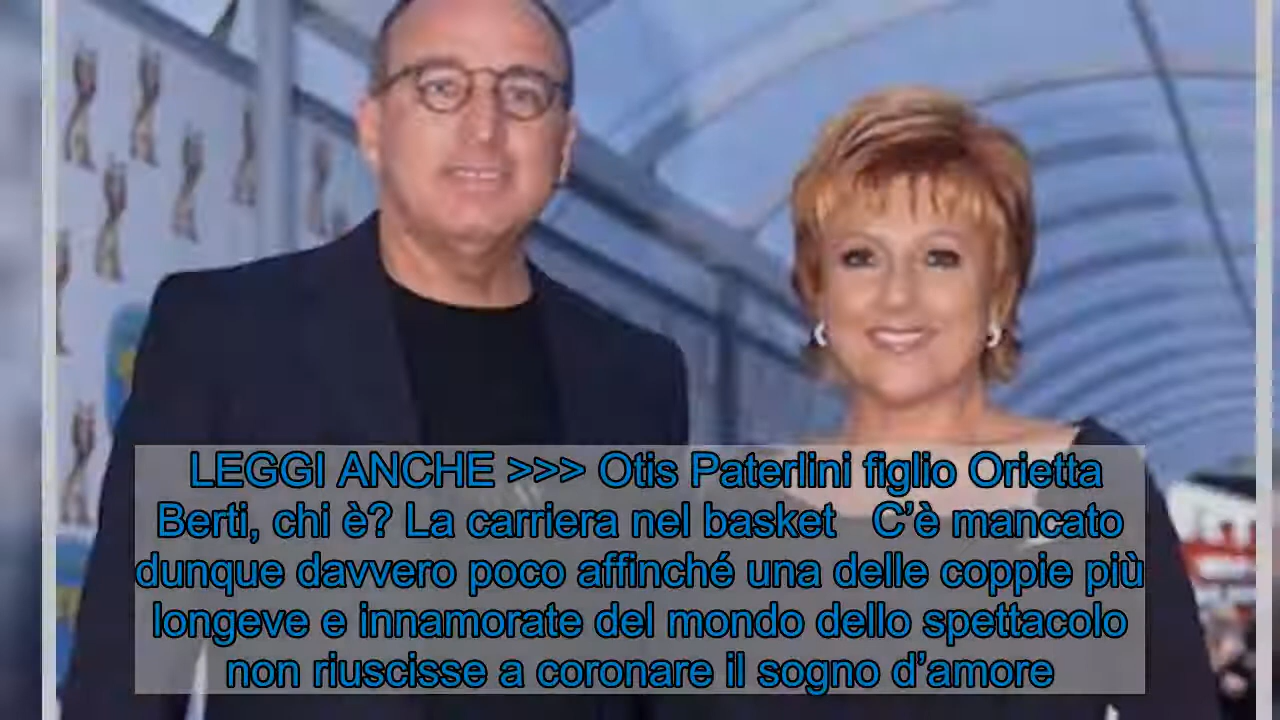 LEGGI ANCHE >>> Otis Paterlini figlio Orietta
Berti, chi è? La carriera nel basket   C’è mancato
dunque davvero poco affinché una delle coppie più
longeve e innamorate del mondo dello spettacolo
non riuscisse a coronare il sogno d’amore